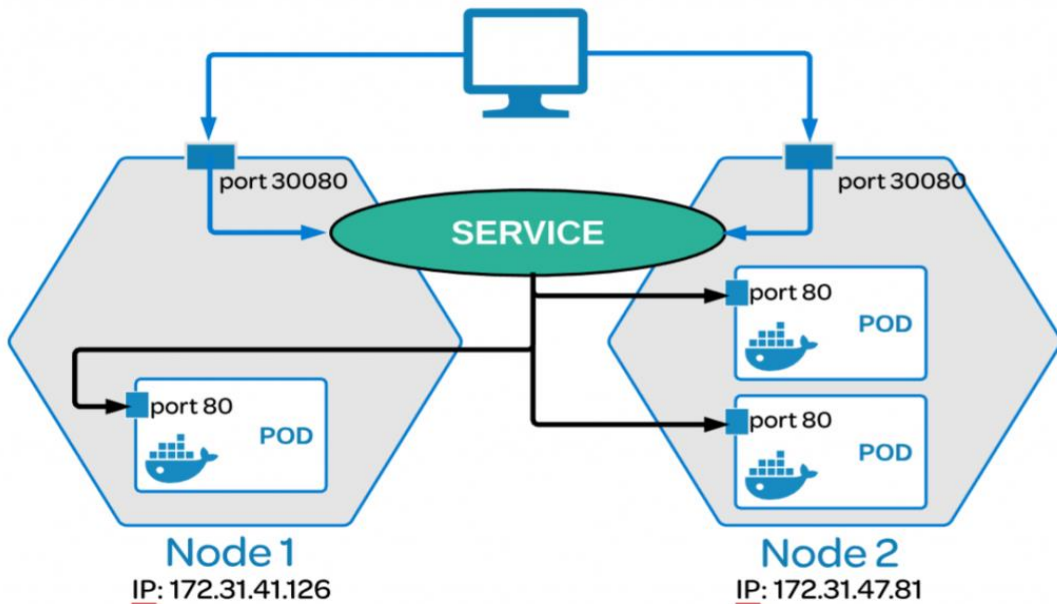 port 30080
port 30080
SERVICE
port 80
POD
port 80
POD
port 80
POD
Node 1
IP: 172.31.41.126
Node 2
IP: 172.31.47.81